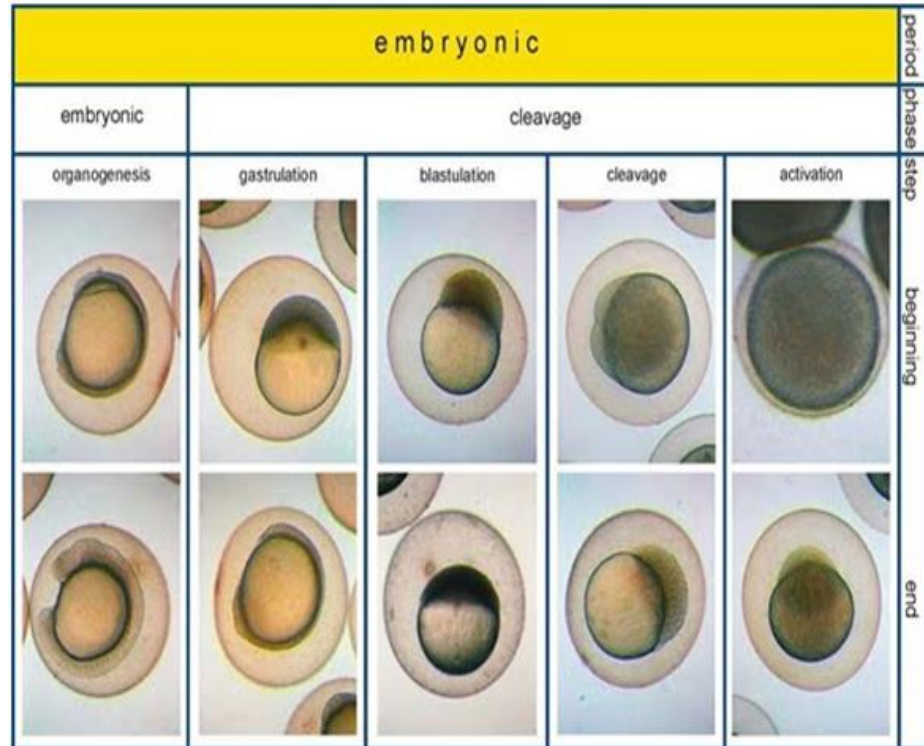 embryonic
period
embryonic
cleavage
phase
organogenesis
gastrulation
blastulation
cleavage
activation
step
beginning
end